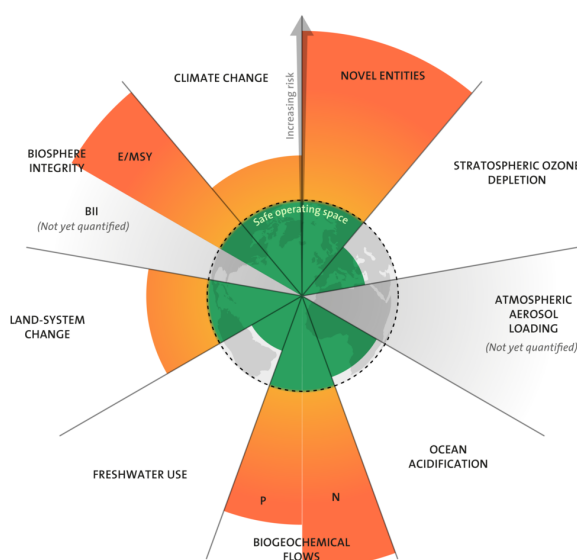 CLIMATE CHANGE
Increasing risk
NOVEL ENTITIES
BIOSPHERE
INTEGRITY
E/MSY
STRATOSPHERIC OZONE
DEPLETION
BII
(Not yet quantified)
Safe operating space
LAND-SYSTEM
CHANGE
ATMOSPHERIC
AEROSOL
LOADING
(Not yet quantified)
FRESHWATER USE
P
N
OCEAN
ACIDIFICATION
BIOGEOCHEMICAL
FLOWS